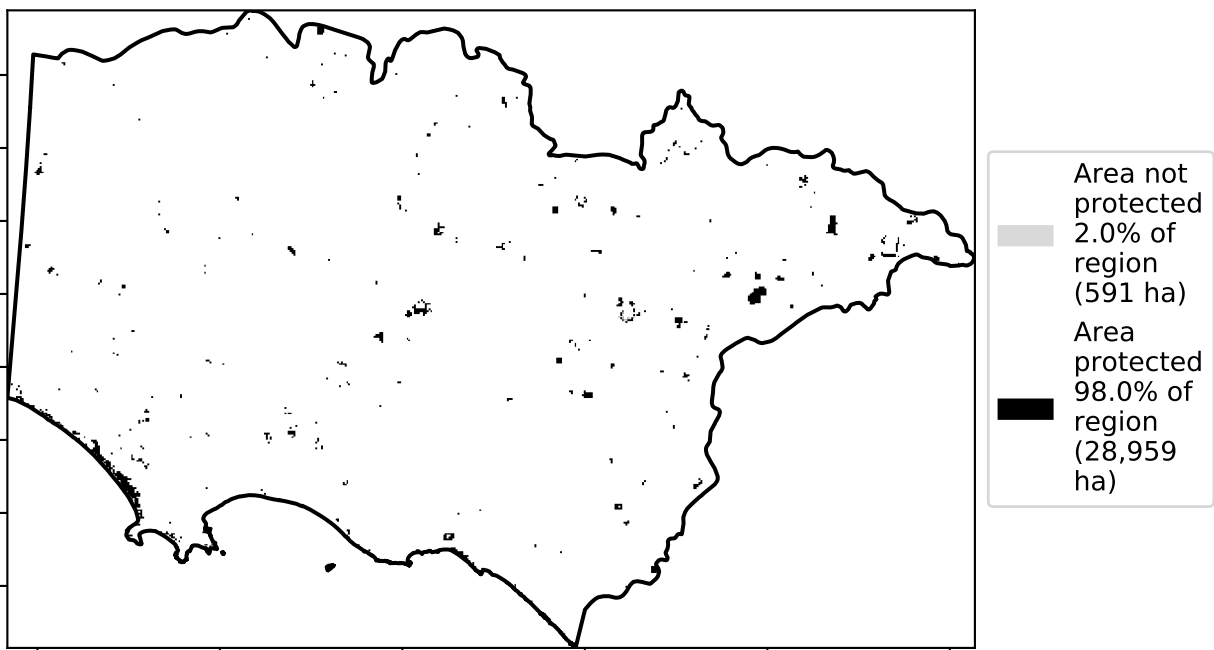 Area not
protected
2.0% of
region
(591 ha)
Area
protected
98.0% of
region
(28,959
ha)